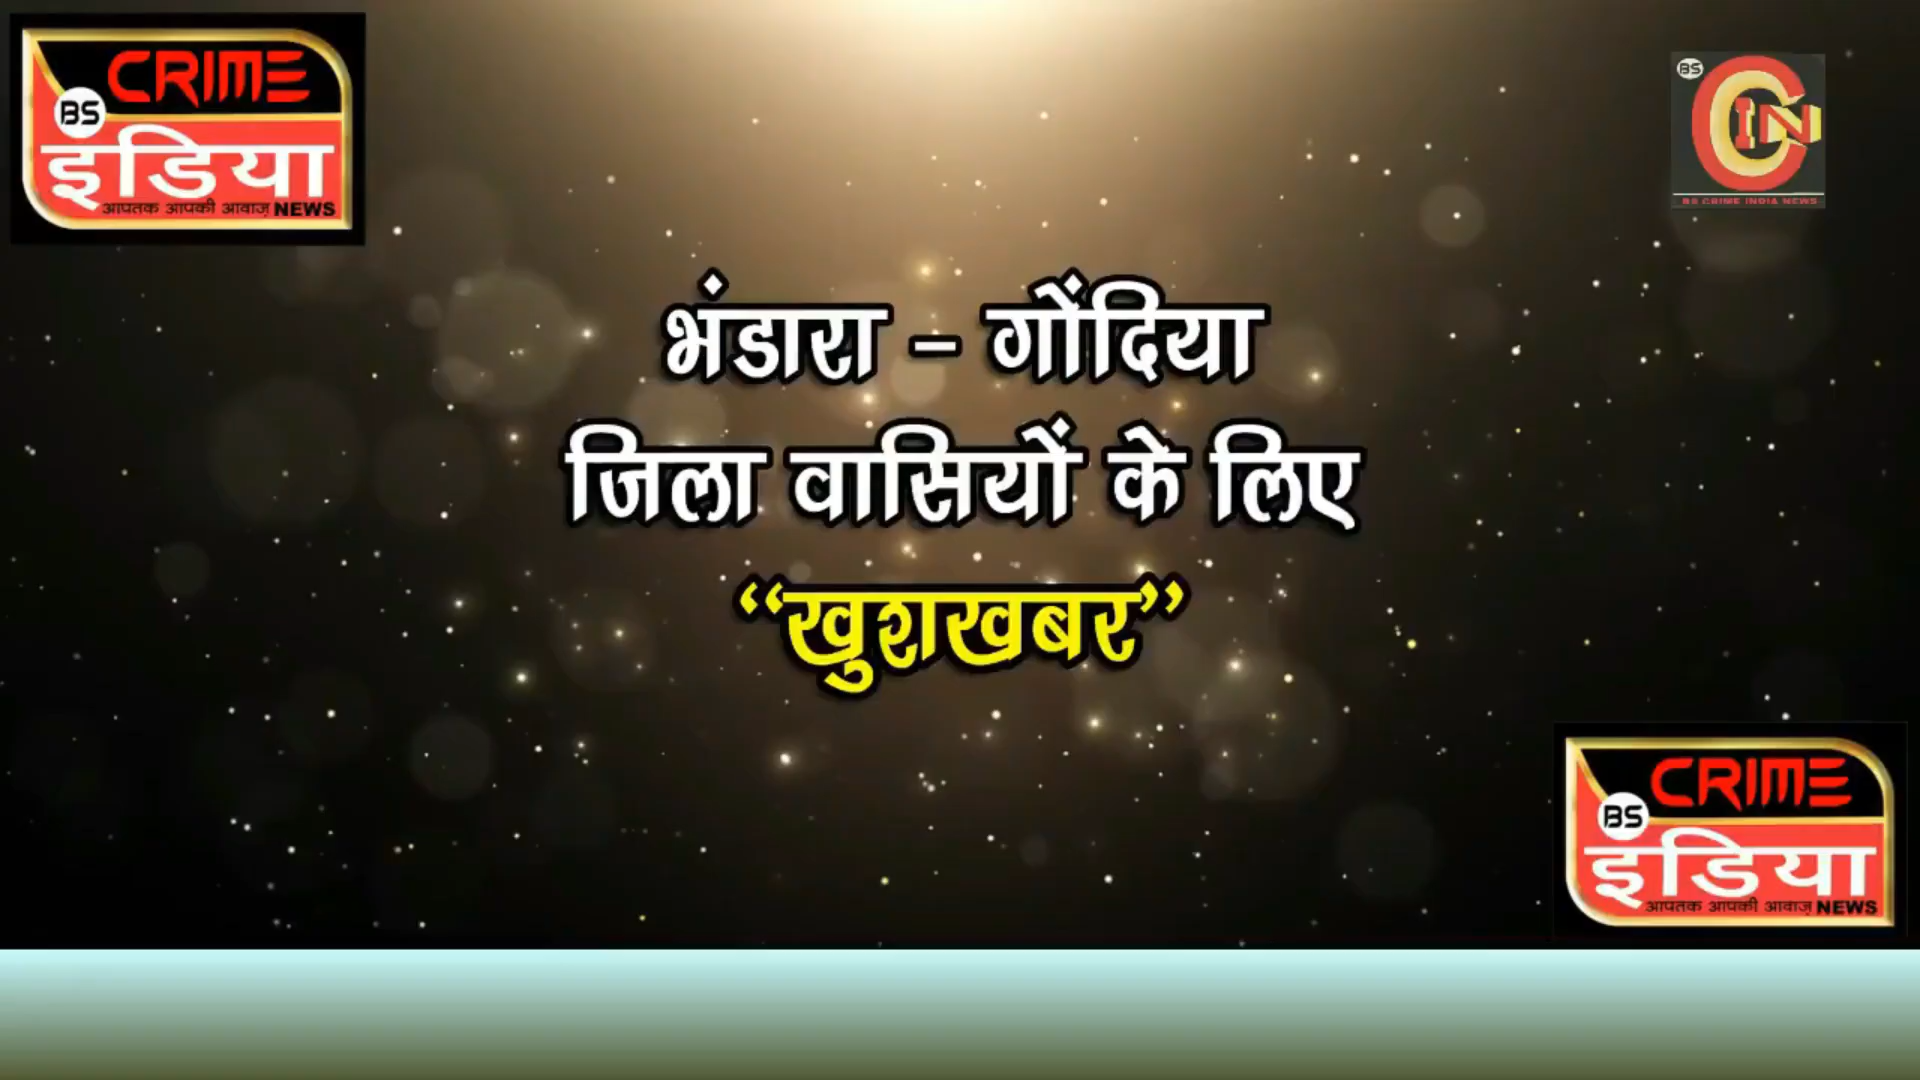 CRIME
BS
इंडिया
आपतक आपकी आवाज़ NEWS
BS
C IN
BS CRIME INDIA NEWS
भंडारा - गोंदिया
जिला वासियों के लिए
“खुशखबर”
CRIME
BS
इंडिया
आपतक आपकी आवाज़ NEWS